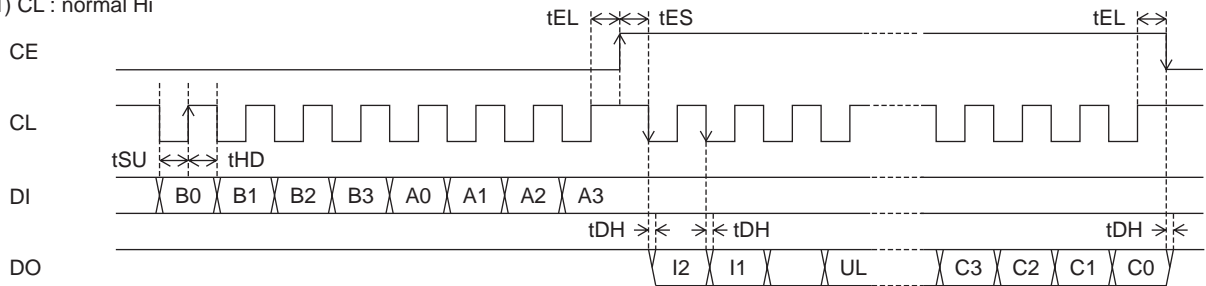 1) CL : normal Hi
tEL tES tEL
CE
CL
tSU tHD
DI B0 B1 B2 B3 A0 A1 A2 A3
tDH tDH tDH
DO I2 I1 UL C3 C2 C1 C0